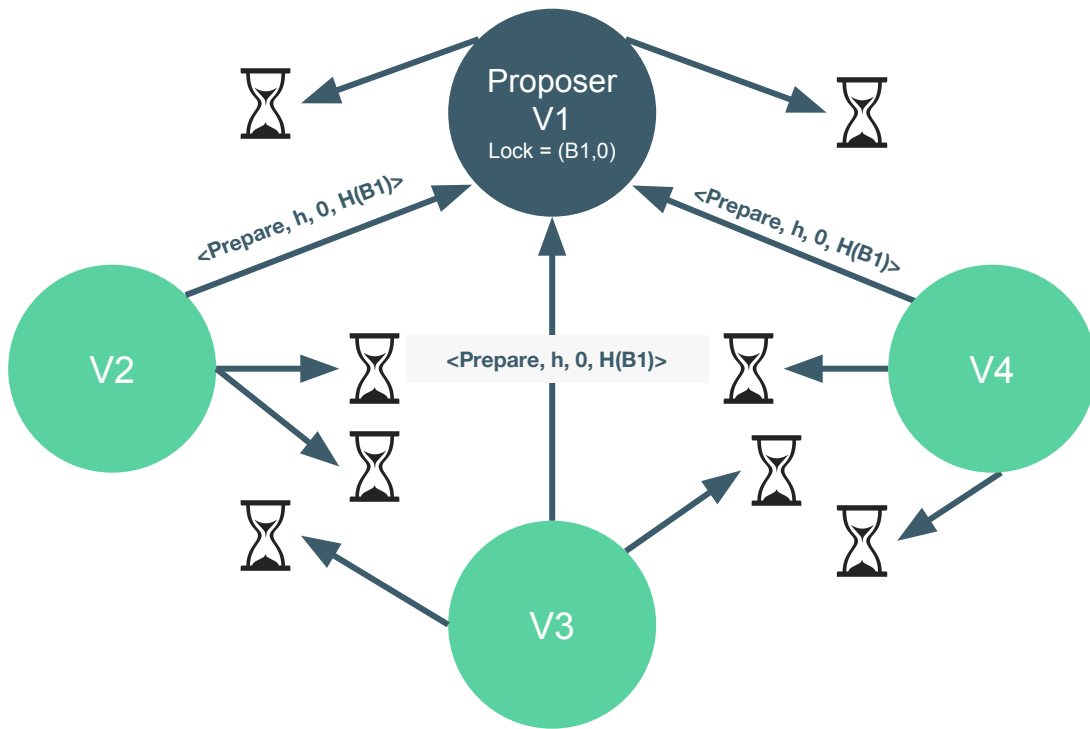 Proposer
V1
Lock = (B1,0)
<Prepare, h, 0, H(B1)>
<Prepare, h, 0, H(B1)>
V2
<Prepare, h, 0, H(B1)>
V4
V3